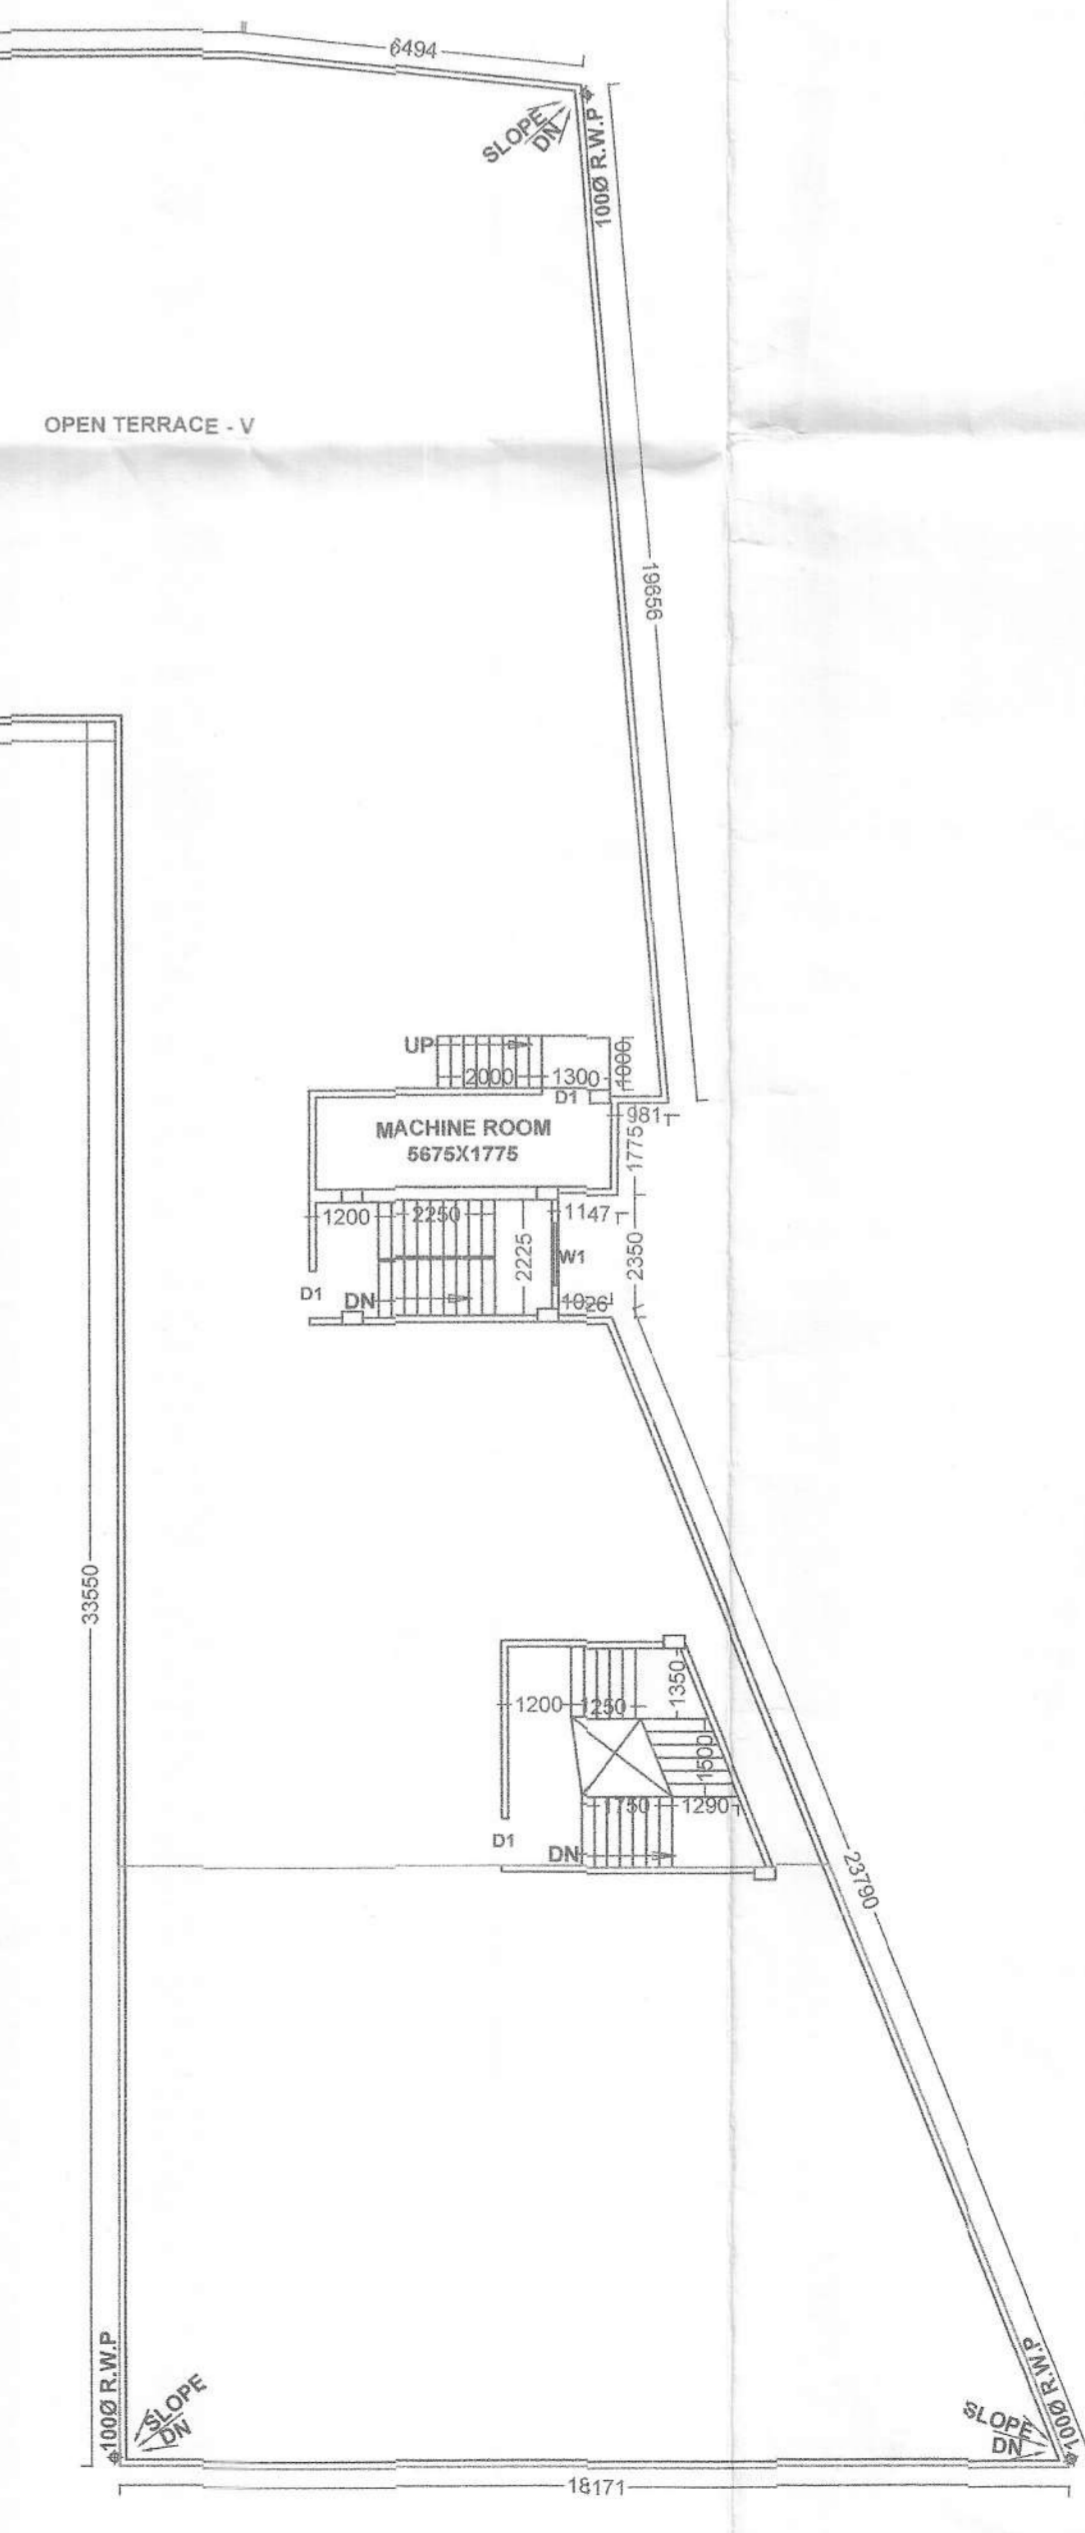 6494
SLOPE
DN
100Ø R.W.P
OPEN TERRACE - V
19656
UP
2000
1300
1000
D1
981
MACHINE ROOM
5675X1775
1775
1200
2250
1147
2225
W1
2350
D1
DN
1026
33550
1200
1250
1350
1500
1750
1290
D1
DN
23790
100Ø R.W.P
SLOPE
DN
SLOPE
DN
100Ø R.W.P
18171